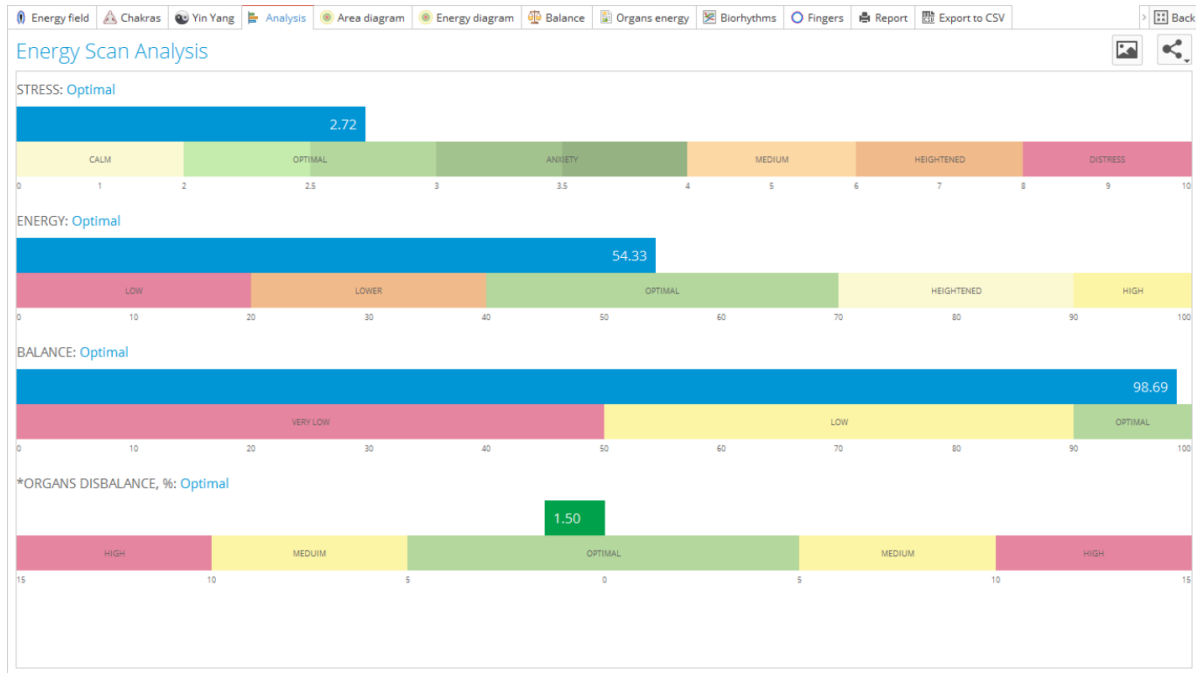 Energy field Chakras Yin Yang Analysis Area diagram Energy diagram Balance Organs energy Biorhythms Fingers Report Export to CSV > Back
Energy Scan Analysis
STRESS: Optimal
2.72
CALM OPTIMAL ANXIETY MEDIUM HEIGHTENED DISTRESS
0 1 2 2.5 3 3.5 4 5 6 7 8 9 10
ENERGY: Optimal
54.33
LOW LOWER OPTIMAL HEIGHTENED HIGH
0 10 20 30 40 50 60 70 80 90 100
BALANCE: Optimal
98.69
VERY LOW LOW OPTIMAL
0 10 20 30 40 50 60 70 80 90 100
*ORGANS DISBALANCE, %: Optimal
1.50
HIGH MEDUIM OPTIMAL MEDIUM HIGH
15 10 5 0 5 10 15